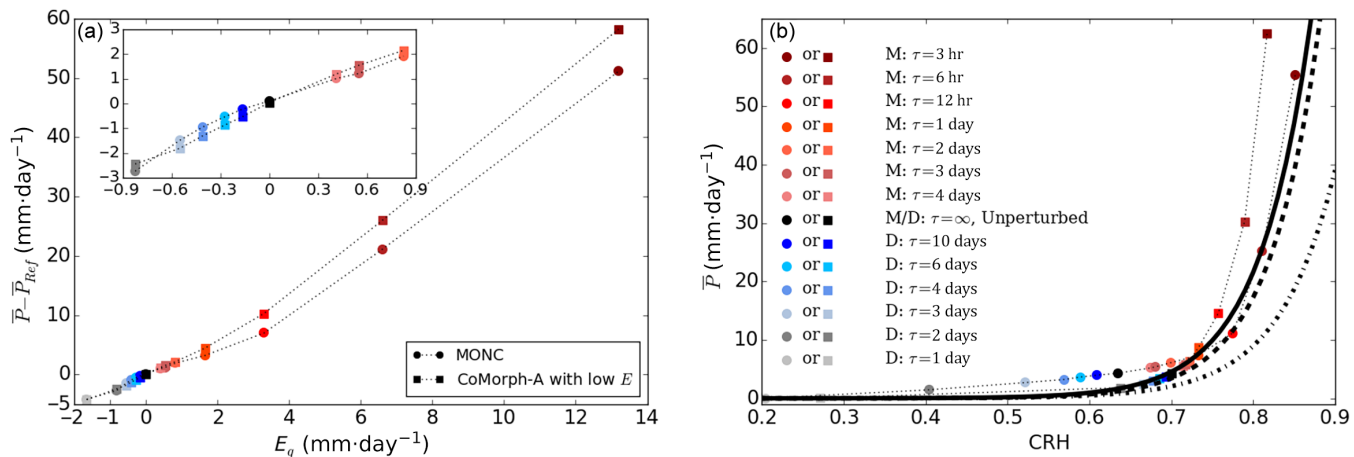 (a)
60
50
40
30
20
10
0
−5
P̅−P̅Ref (mm·day−1)
3
2
1
0
−1
−2
−3
−0.9 −0.6 −0.3 0 0.3 0.6 0.9
MONC
CoMorph-A with low E
−2 0 2 4 6 8 10 12 14
Eq (mm·day−1)
(b)
60
50
40
30
20
10
0
P̅ (mm·day−1)
or M: τ=3 hr
or M: τ=6 hr
or M: τ=12 hr
or M: τ=1 day
or M: τ=2 days
or M: τ=3 days
or M: τ=4 days
or M/D: τ=∞, Unperturbed
or D: τ=10 days
or D: τ=6 days
or D: τ=4 days
or D: τ=3 days
or D: τ=2 days
or D: τ=1 day
0.2 0.3 0.4 0.5 0.6 0.7 0.8 0.9
CRH